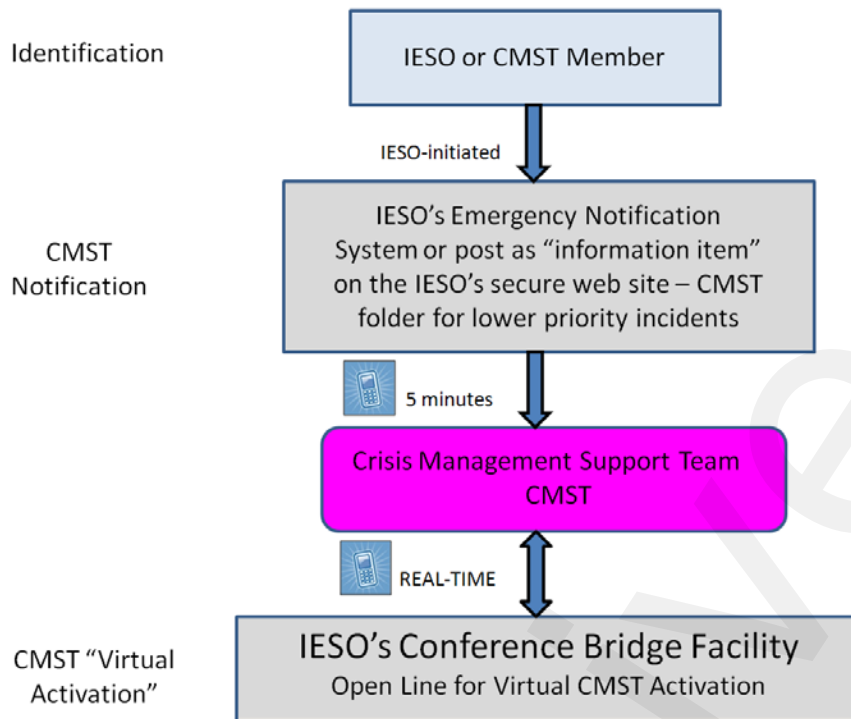 Identification
IESO or CMST Member
IESO-initiated
CMST
Notification
IESO’s Emergency Notification
System or post as “information item”
on the IESO’s secure web site – CMST
folder for lower priority incidents
5 minutes
Crisis Management Support Team
CMST
REAL-TIME
CMST “Virtual
Activation”
IESO’s Conference Bridge Facility
Open Line for Virtual CMST Activation